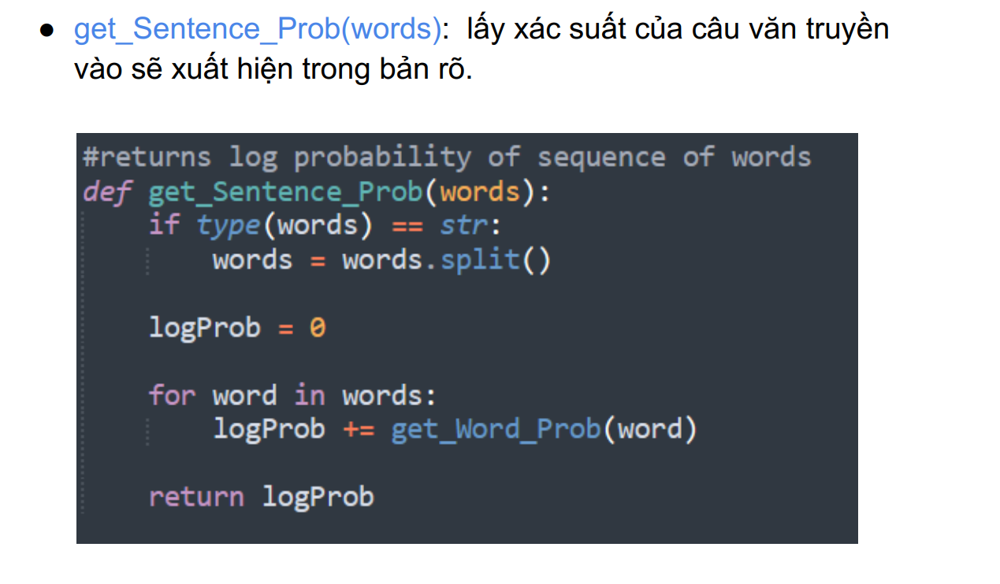 ● get_Sentence_Prob(words):  lấy xác suất của câu văn truyền
vào sẽ xuất hiện trong bản rõ.
#returns log probability of sequence of words
def get_Sentence_Prob(words):
    if type(words) == str:
        words = words.split()
    logProb = 0
    for word in words:
        logProb += get_Word_Prob(word)
    return logProb